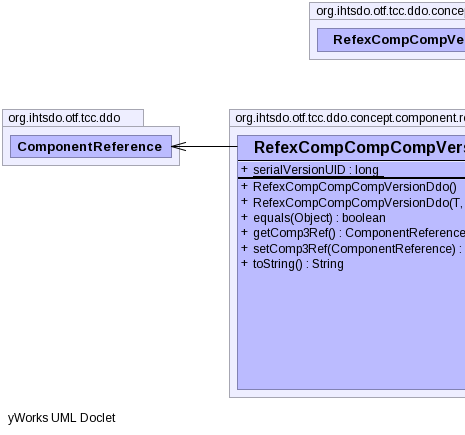 org.ihtsdo.otf.tcc.ddo.conce
RefexCompCompVe
org.ihtsdo.otf.tcc.ddo
ComponentReference
org.ihtsdo.otf.tcc.ddo.concept.component.re
RefexCompCompCompVers
+ serialVersionUID : long
+ RefexCompCompCompVersionDdo()
+ RefexCompCompCompVersionDdo(T,
+ equals(Object) : boolean
+ getComp3Ref() : ComponentReference
+ setComp3Ref(ComponentReference) :
+ toString() : String
yWorks UML Doclet